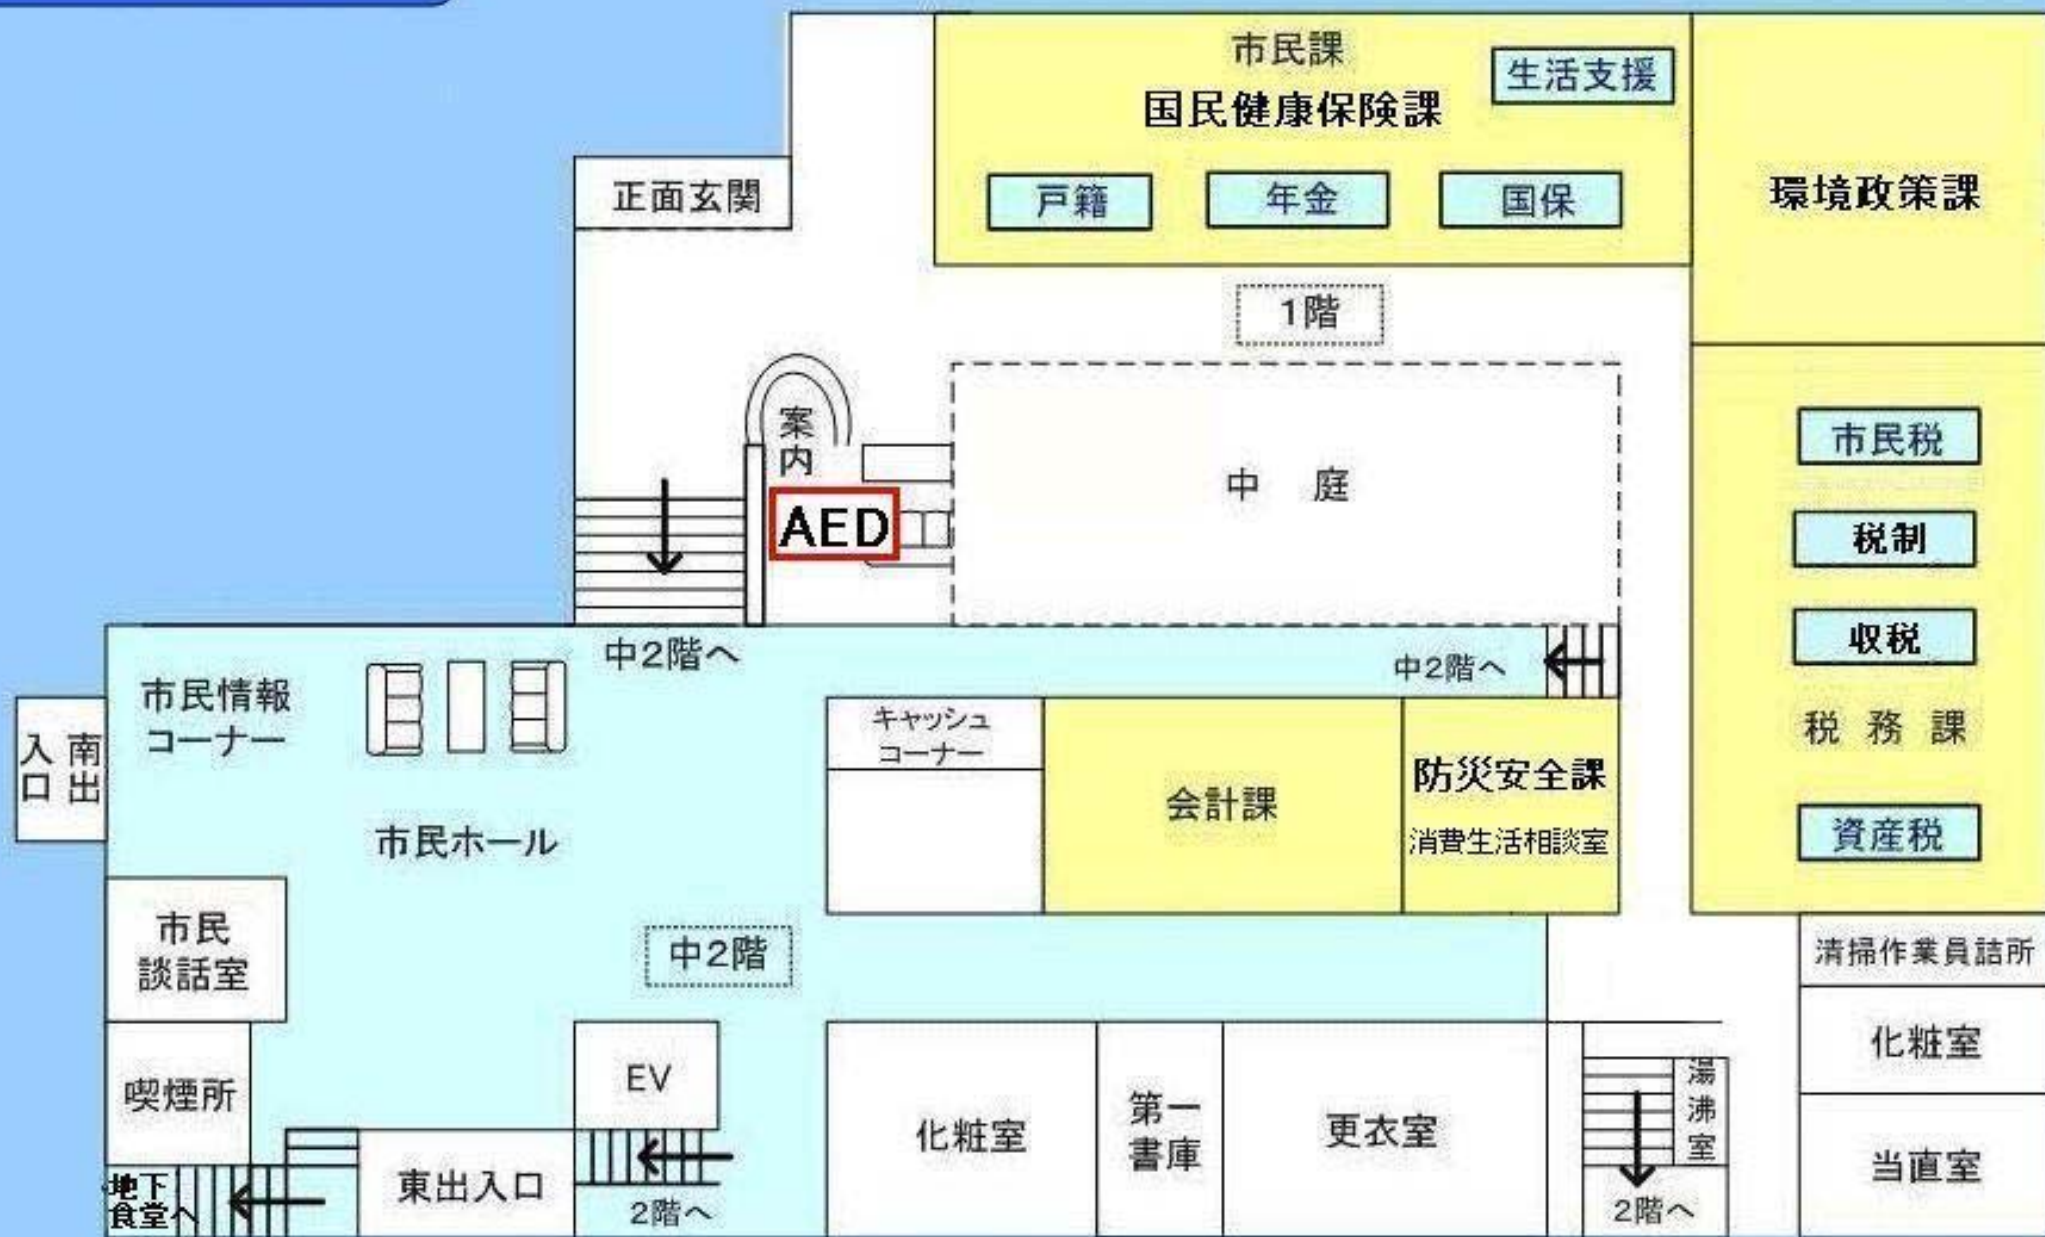 市民課
生活支援
国民健康保険課
戸籍
年金
国保
環境政策課
正面玄関
1階
案内
AED
中 庭
市民税
税制
収税
税 務 課
資産税
中2階へ
中2階へ
市民情報
コーナー
南出
入口
キャッシュ
コーナー
会計課
防災安全課
消費生活相談室
市民ホール
市民
談話室
中2階
清掃作業員詰所
化粧室
当直室
喫煙所
EV
化粧室
第一
書庫
更衣室
湯沸室
地下
食堂へ
東出入口
2階へ
2階へ